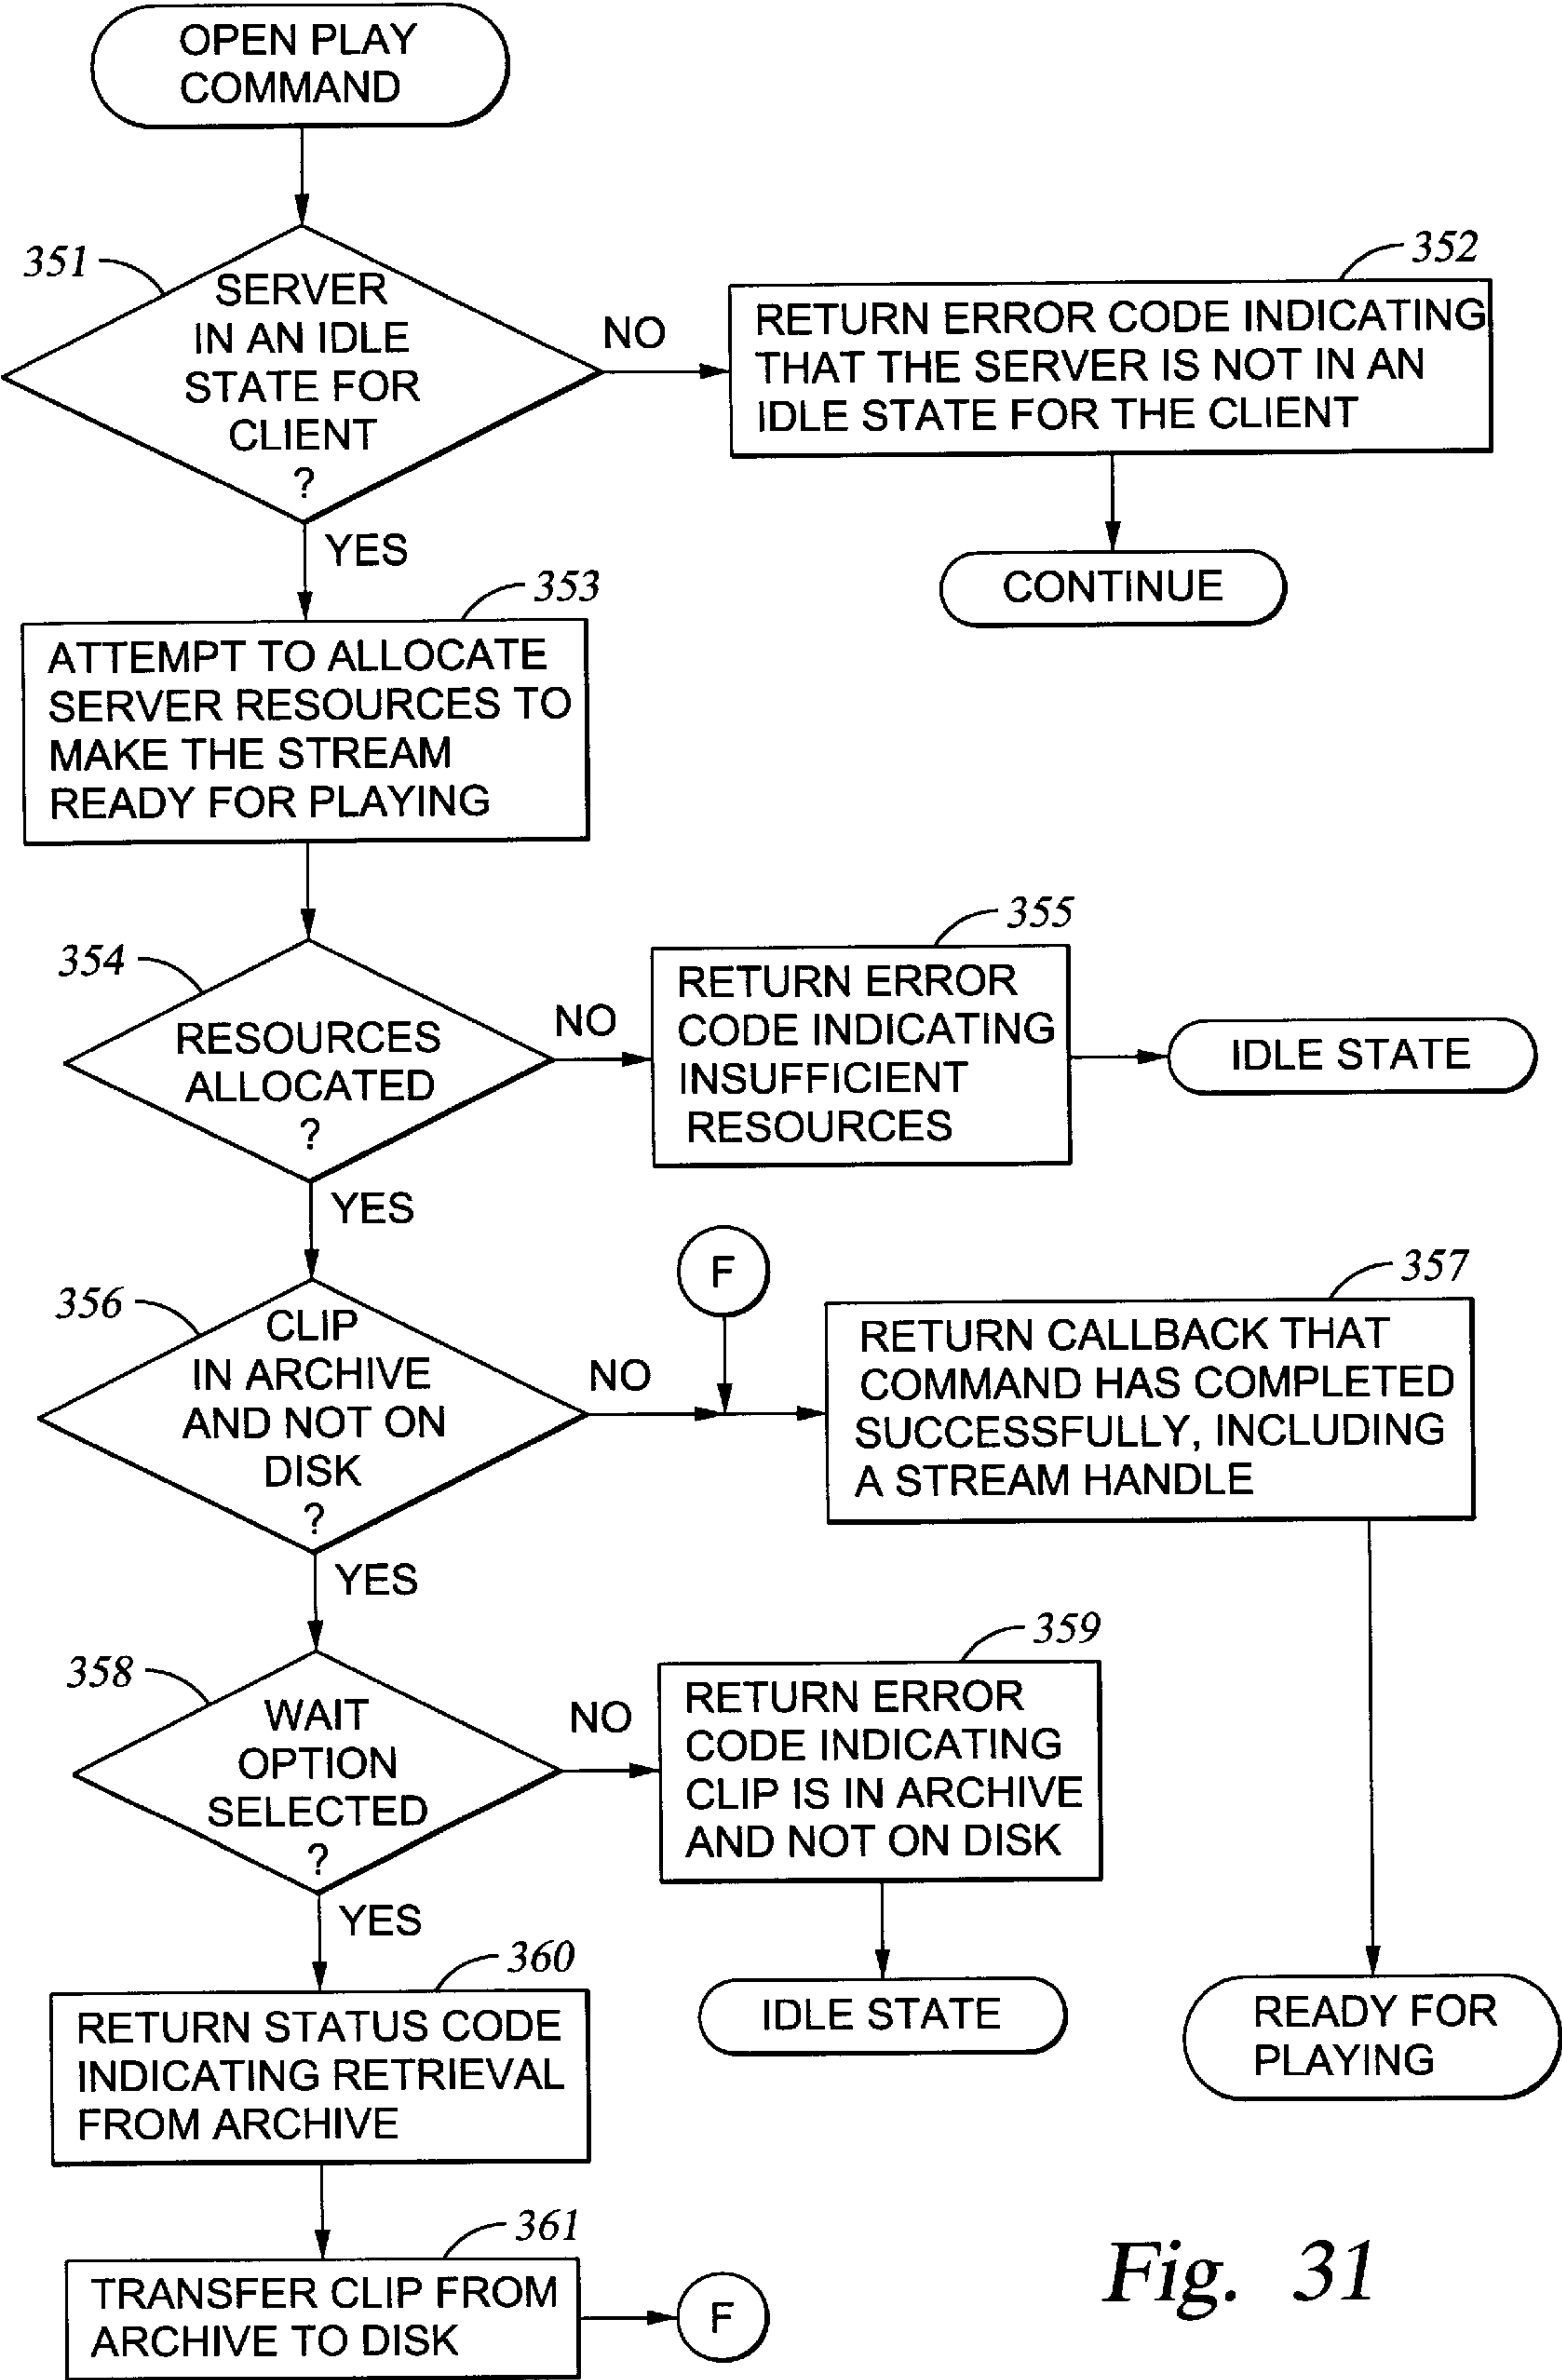 OPEN PLAY
COMMAND
351
SERVER
IN AN IDLE
STATE FOR
CLIENT
?
NO
352
RETURN ERROR CODE INDICATING
THAT THE SERVER IS NOT IN AN
IDLE STATE FOR THE CLIENT
CONTINUE
YES
353
ATTEMPT TO ALLOCATE
SERVER RESOURCES TO
MAKE THE STREAM
READY FOR PLAYING
354
RESOURCES
ALLOCATED
?
NO
355
RETURN ERROR
CODE INDICATING
INSUFFICIENT
RESOURCES
IDLE STATE
YES
356
CLIP
IN ARCHIVE
AND NOT ON
DISK
?
NO
F
357
RETURN CALLBACK THAT
COMMAND HAS COMPLETED
SUCCESSFULLY, INCLUDING
A STREAM HANDLE
READY FOR
PLAYING
YES
358
WAIT
OPTION
SELECTED
?
NO
359
RETURN ERROR
CODE INDICATING
CLIP IS IN ARCHIVE
AND NOT ON DISK
IDLE STATE
YES
360
RETURN STATUS CODE
INDICATING RETRIEVAL
FROM ARCHIVE
361
TRANSFER CLIP FROM
ARCHIVE TO DISK
F
Fig. 31